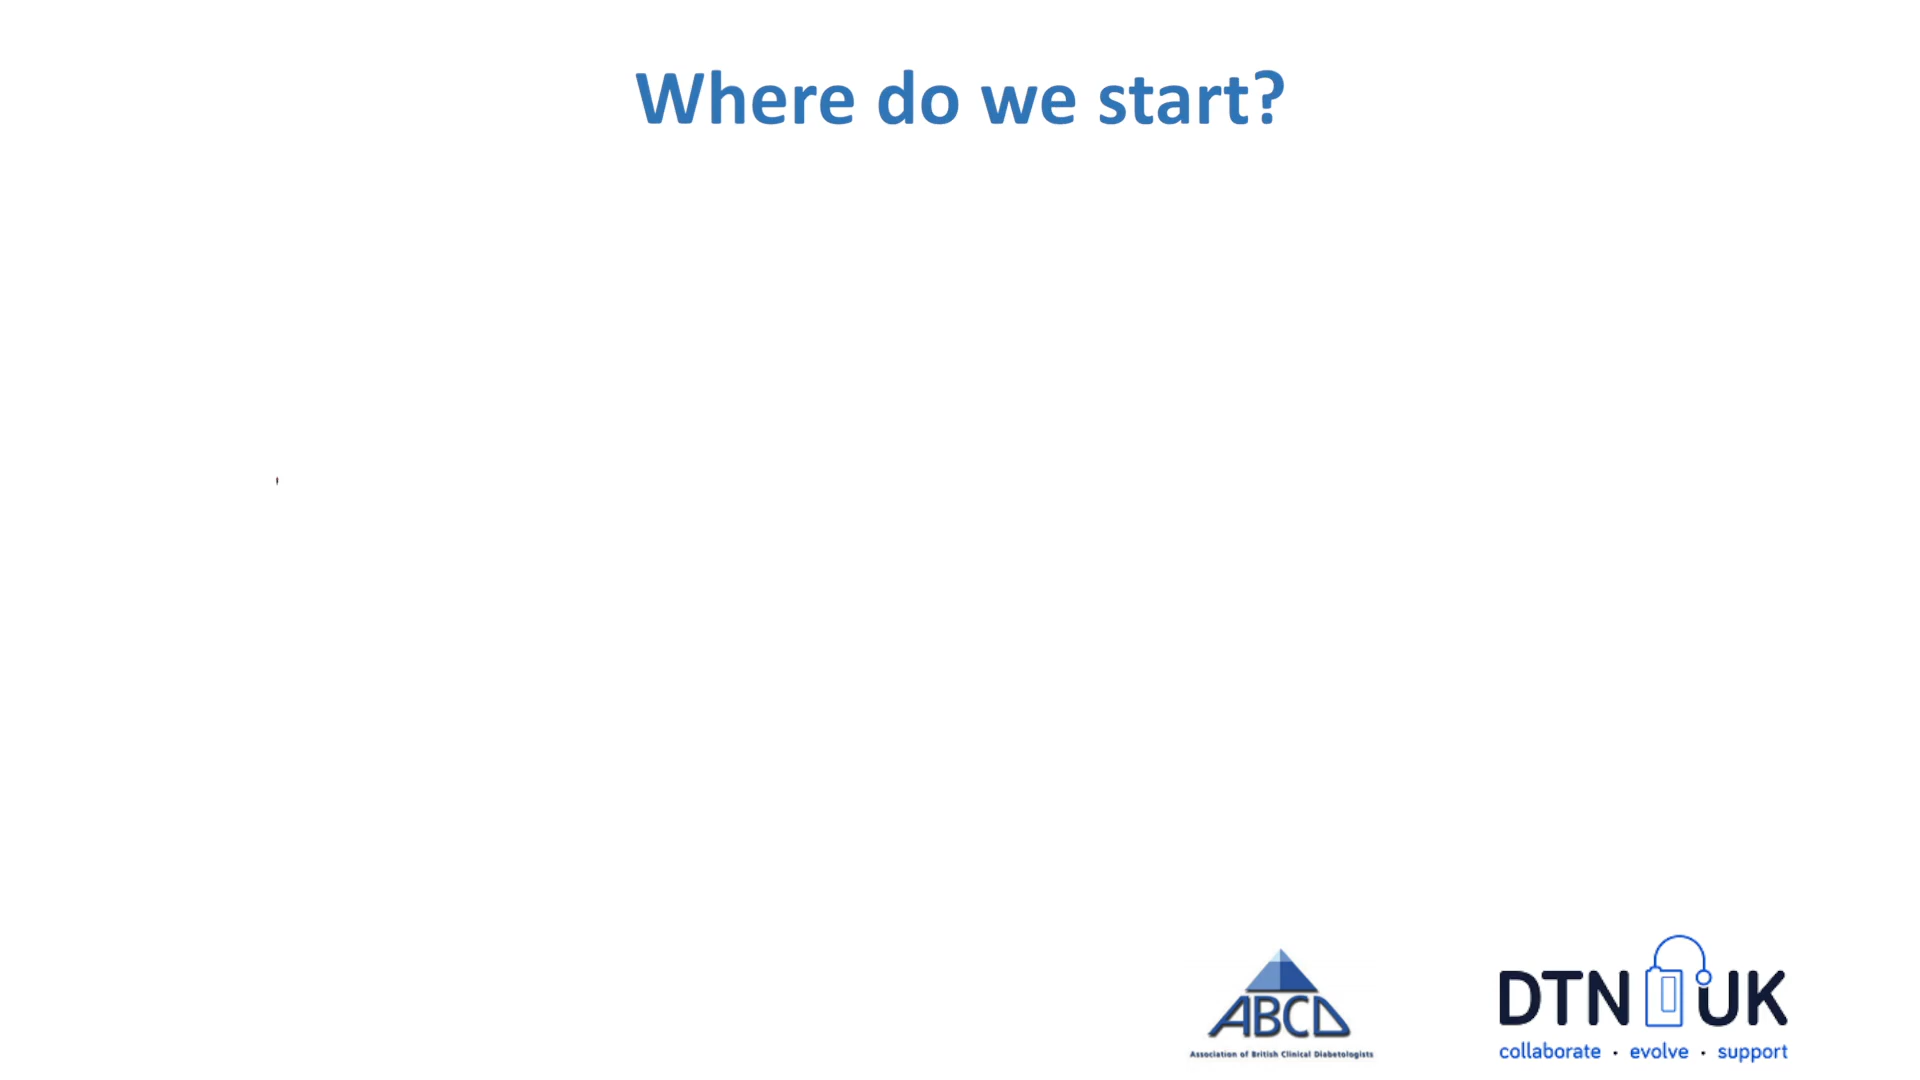 Where do we start?
'
ABCD
Association of British Clinical Diabetologists
DTN UK
collaborate · evolve · support